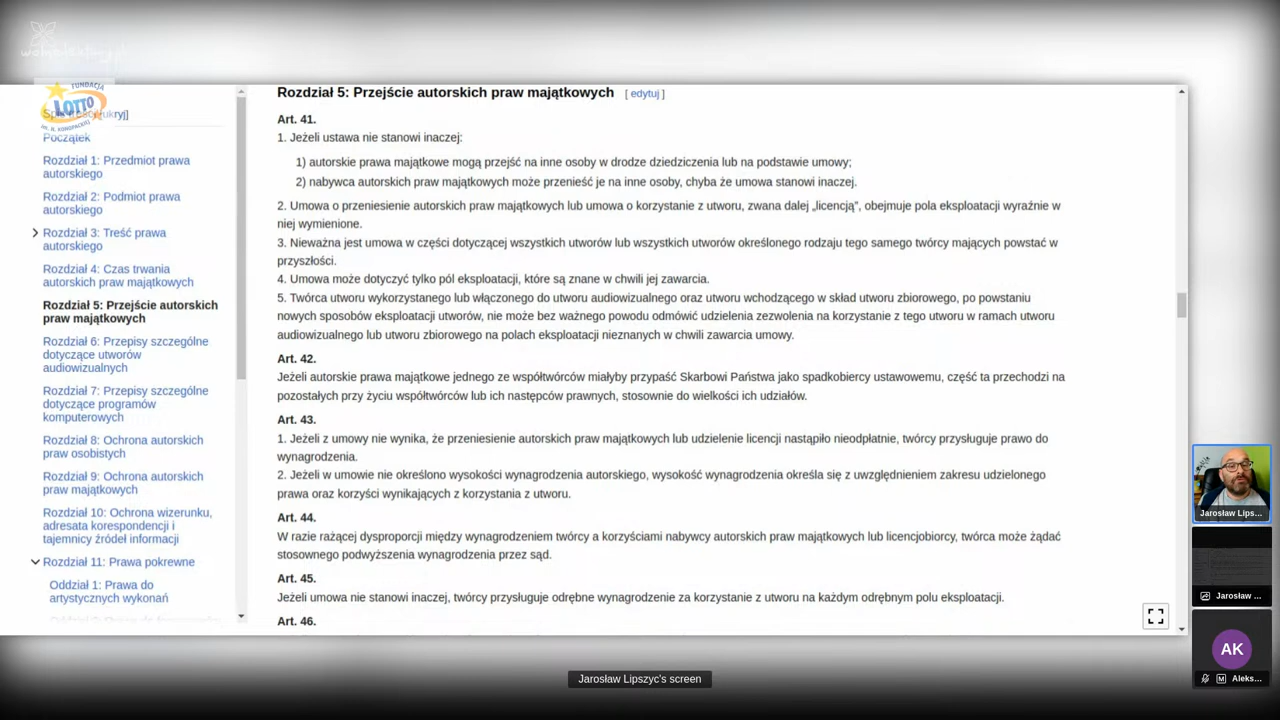 FUNDACJA
LOTTO
IM. H. KONOPACKIEJ
Początek
Rozdział 1: Przedmiot prawa
autorskiego
Rozdział 2: Podmiot prawa
autorskiego
Rozdział 3: Treść prawa
autorskiego
Rozdział 4: Czas trwania
autorskich praw majątkowych
Rozdział 5: Przejście autorskich
praw majątkowych
Rozdział 6: Przepisy szczególne
dotyczące utworów
audiowizualnych
Rozdział 7: Przepisy szczególne
dotyczące programów
komputerowych
Rozdział 8: Ochrona autorskich
praw osobistych
Rozdział 9: Ochrona autorskich
praw majątkowych
Rozdział 10: Ochrona wizerunku,
adresata korespondencji i
tajemnicy źródeł informacji
Rozdział 11: Prawa pokrewne
Oddział 1: Prawa do
artystycznych wykonań
Rozdział 5: Przejście autorskich praw majątkowych [ edytuj ]
Art. 41.
1. Jeżeli ustawa nie stanowi inaczej:
1) autorskie prawa majątkowe mogą przejść na inne osoby w drodze dziedziczenia lub na podstawie umowy;
2) nabywca autorskich praw majątkowych może przenieść je na inne osoby, chyba że umowa stanowi inaczej.
2. Umowa o przeniesienie autorskich praw majątkowych lub umowa o korzystanie z utworu, zwana dalej „licencją”, obejmuje pola eksploatacji wyraźnie w
niej wymienione.
3. Nieważna jest umowa w części dotyczącej wszystkich utworów lub wszystkich utworów określonego rodzaju tego samego twórcy mających powstać w
przyszłości.
4. Umowa może dotyczyć tylko pól eksploatacji, które są znane w chwili jej zawarcia.
5. Twórca utworu wykorzystanego lub włączonego do utworu audiowizualnego oraz utworu wchodzącego w skład utworu zbiorowego, po powstaniu
nowych sposobów eksploatacji utworów, nie może bez ważnego powodu odmówić udzielenia zezwolenia na korzystanie z tego utworu w ramach utworu
audiowizualnego lub utworu zbiorowego na polach eksploatacji nieznanych w chwili zawarcia umowy.
Art. 42.
Jeżeli autorskie prawa majątkowe jednego ze współtwórców miałyby przypaść Skarbowi Państwa jako spadkobiercy ustawowemu, część ta przechodzi na
pozostałych przy życiu współtwórców lub ich następców prawnych, stosownie do wielkości ich udziałów.
Art. 43.
1. Jeżeli z umowy nie wynika, że przeniesienie autorskich praw majątkowych lub udzielenie licencji nastąpiło nieodpłatnie, twórcy przysługuje prawo do
wynagrodzenia.
2. Jeżeli w umowie nie określono wysokości wynagrodzenia autorskiego, wysokość wynagrodzenia określa się z uwzględnieniem zakresu udzielonego
prawa oraz korzyści wynikających z korzystania z utworu.
Art. 44.
W razie rażącej dysproporcji między wynagrodzeniem twórcy a korzyściami nabywcy autorskich praw majątkowych lub licencjobiorcy, twórca może żądać
stosownego podwyższenia wynagrodzenia przez sąd.
Art. 45.
Jeżeli umowa nie stanowi inaczej, twórcy przysługuje odrębne wynagrodzenie za korzystanie z utworu na każdym odrębnym polu eksploatacji.
Art. 46.
Jarosław Lips...
Jarosław ...
AK
Aleks...
Jarosław Lipszyc's screen